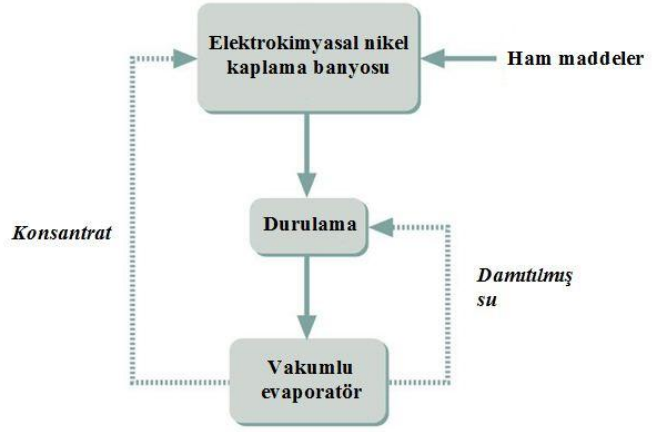 Elektrokimyasal nikel
kaplama banyosu
Ham maddeler
Durulama
Konsantrat
Damıtılmış
su
Vakumlu
evaporatör